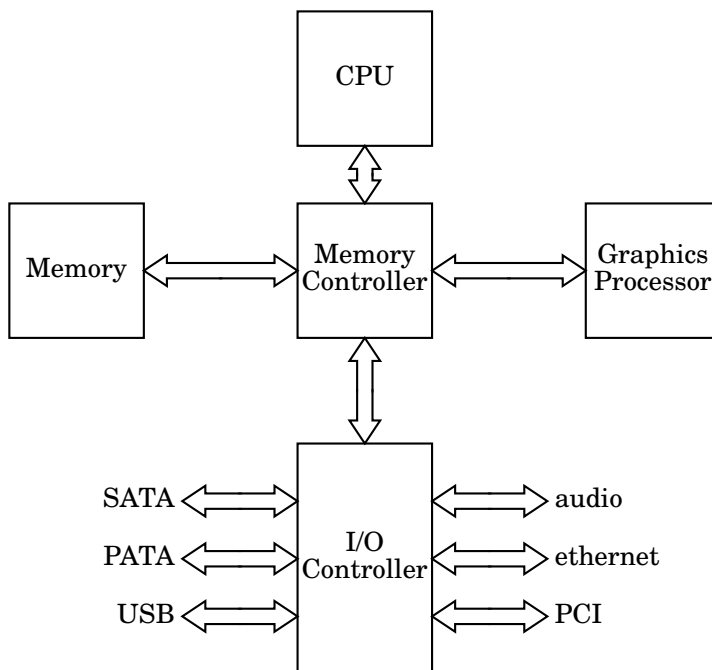 CPU
Memory
Memory
Controller
Graphics
Processor
SATA
PATA
USB
I/O
Controller
audio
ethernet
PCI